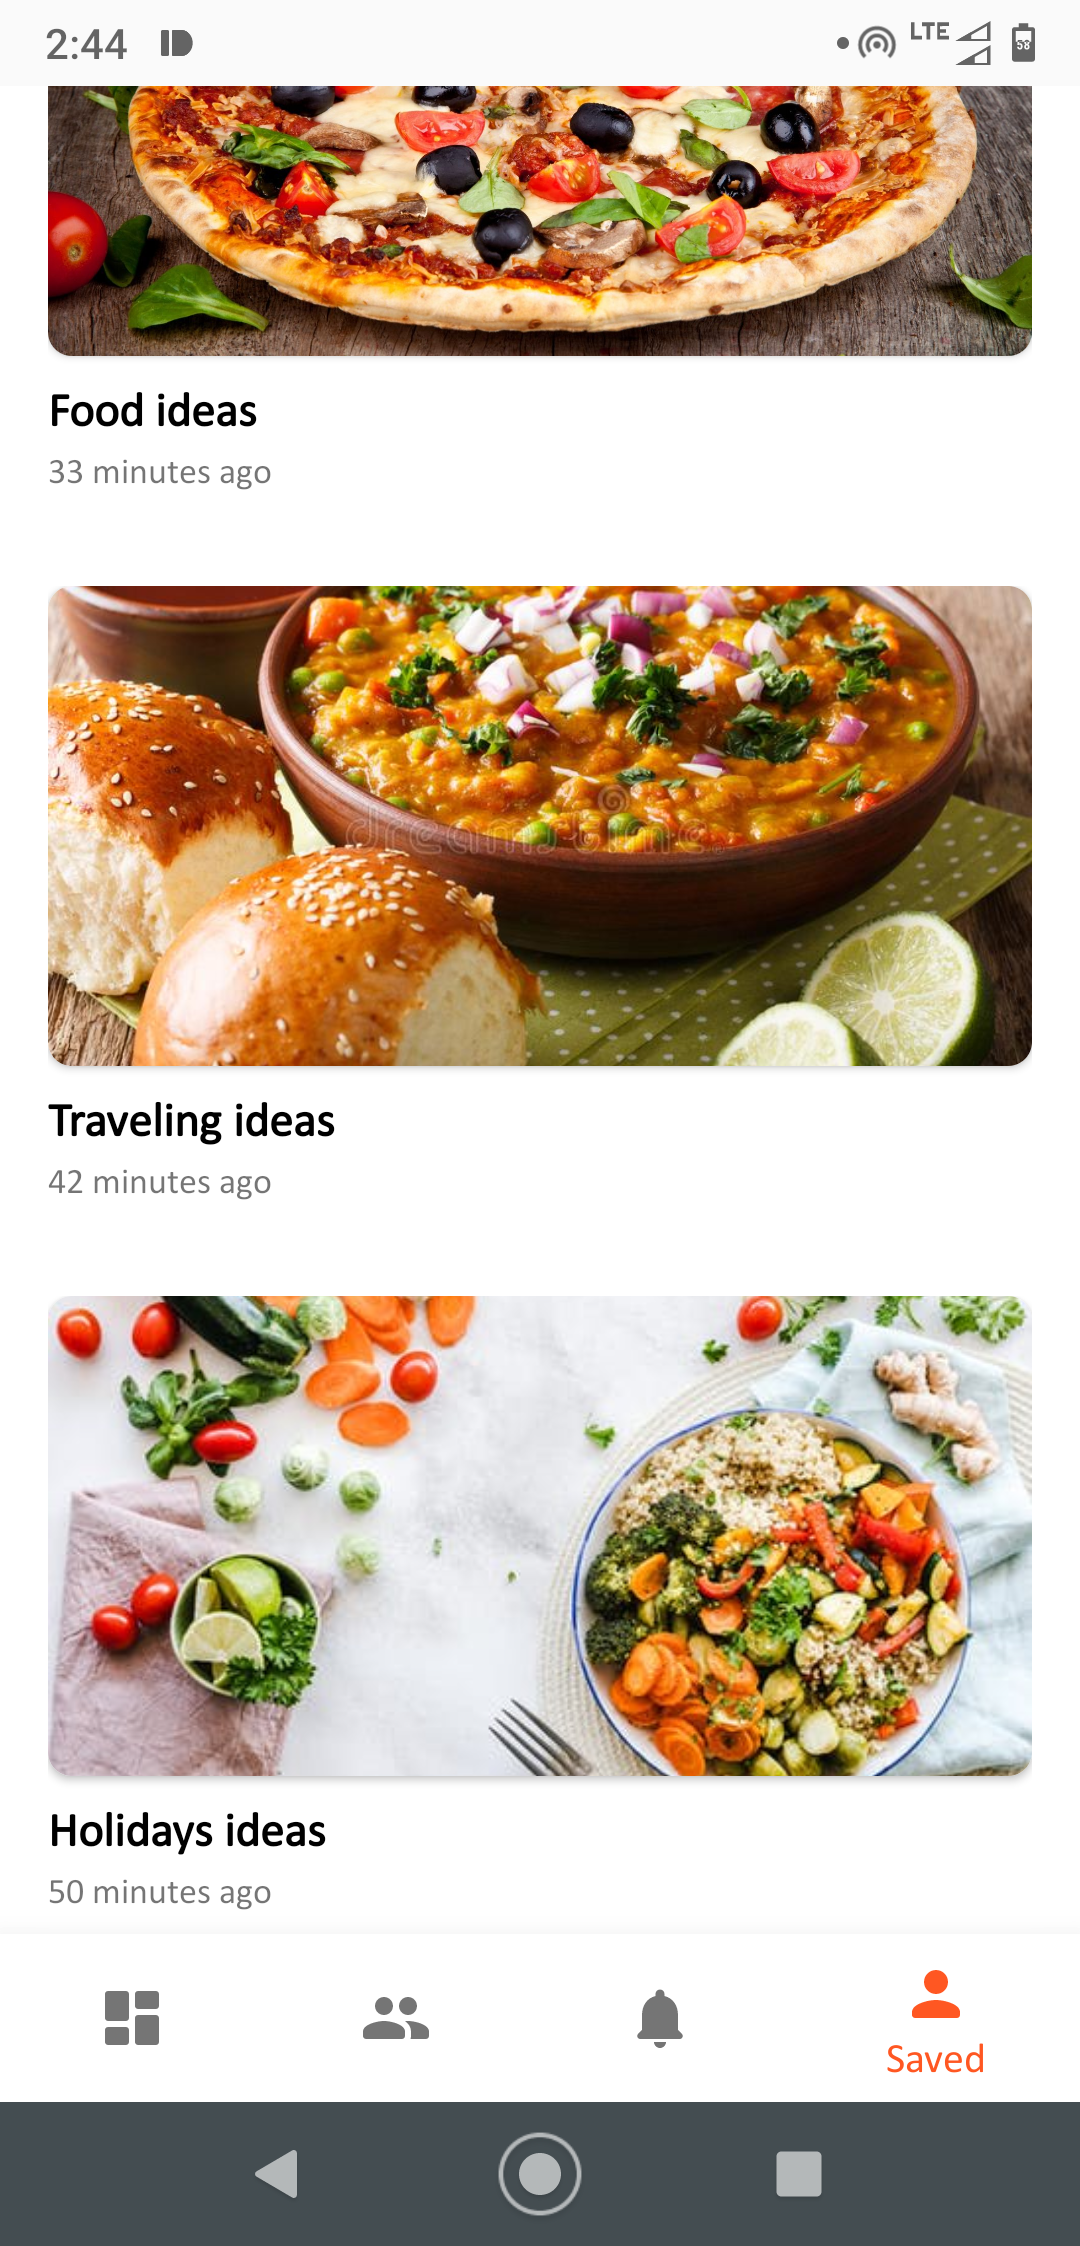 2:44
LTE
58
Food ideas
33 minutes ago
dreamstime.
Traveling ideas
42 minutes ago
Holidays ideas
50 minutes ago
Saved